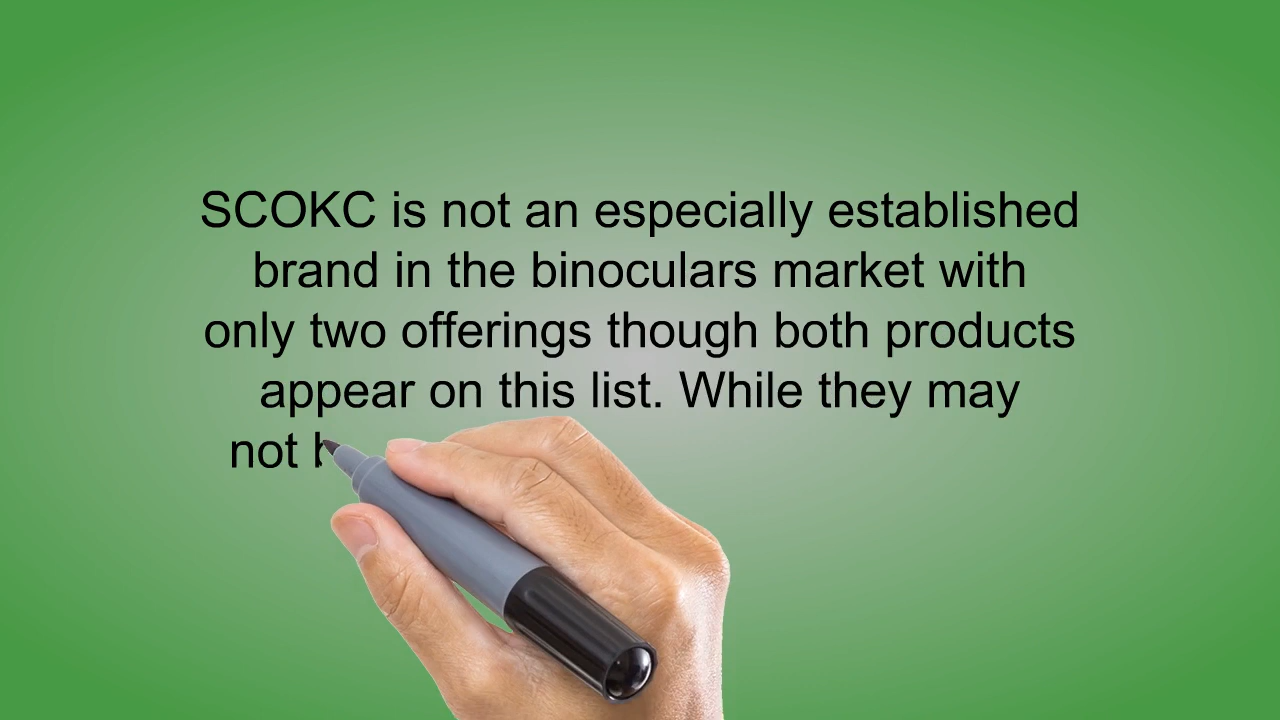 SCOKC is not an especially established
brand in the binoculars market with
only two offerings though both products
appear on this list. While they may
not